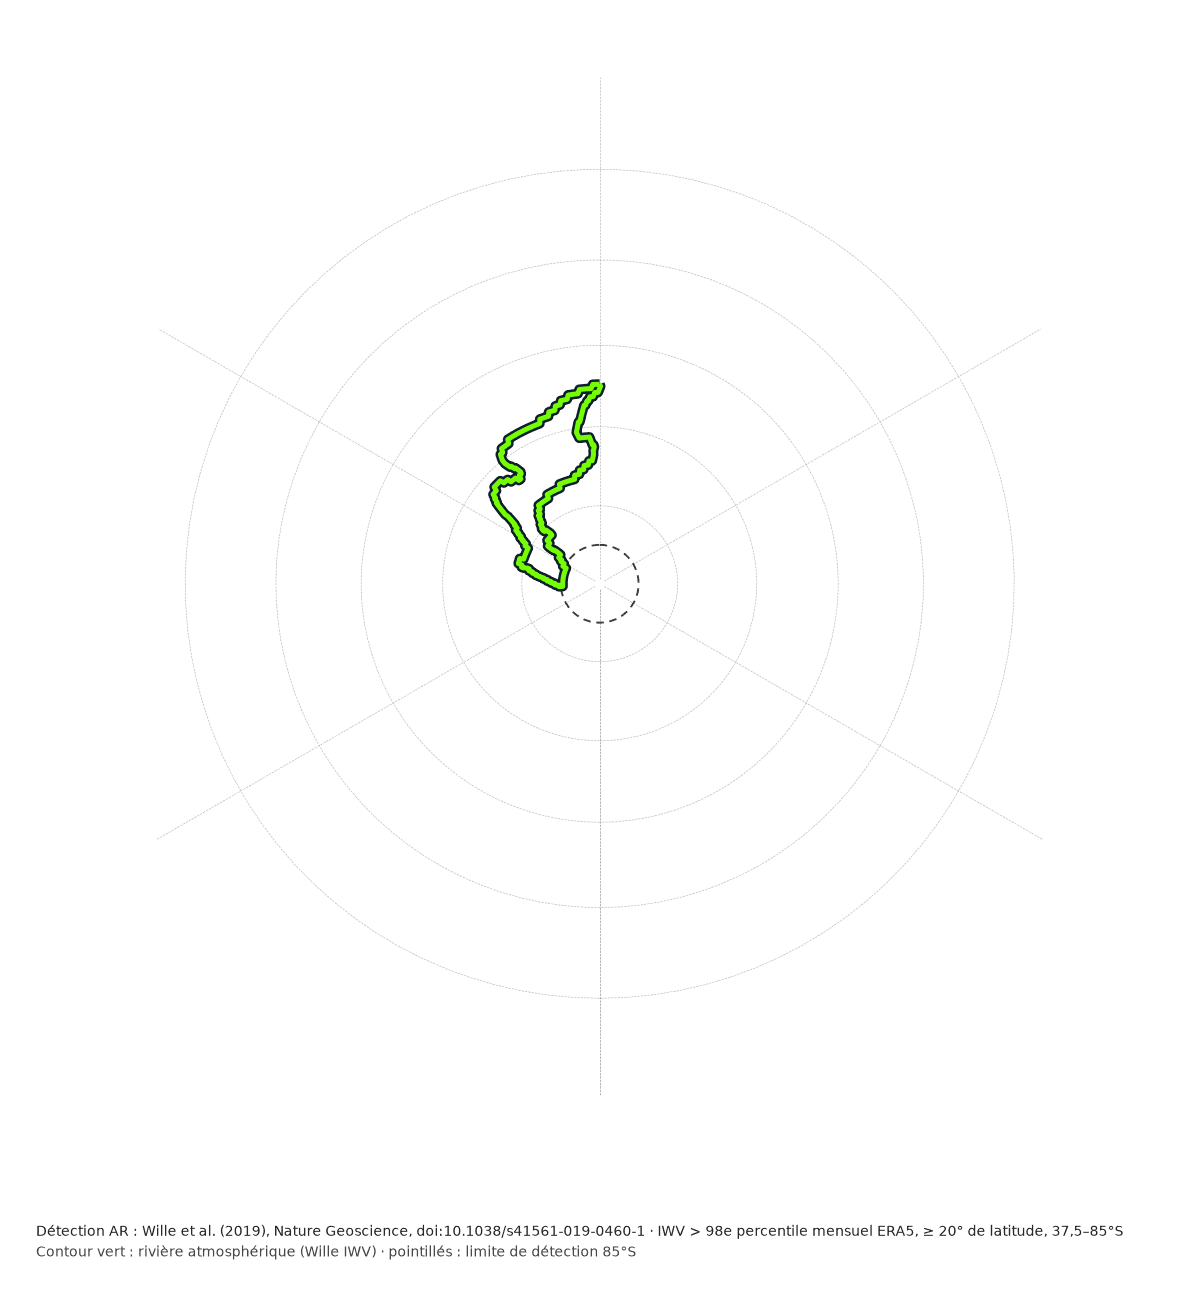 Détection AR : Wille et al. (2019), Nature Geoscience, doi:10.1038/s41561-019-0460-1 · IWV > 98e percentile mensuel ERA5, ≥ 20° de latitude, 37,5–85°S
Contour vert : rivière atmosphérique (Wille IWV) · pointillés : limite de détection 85°S